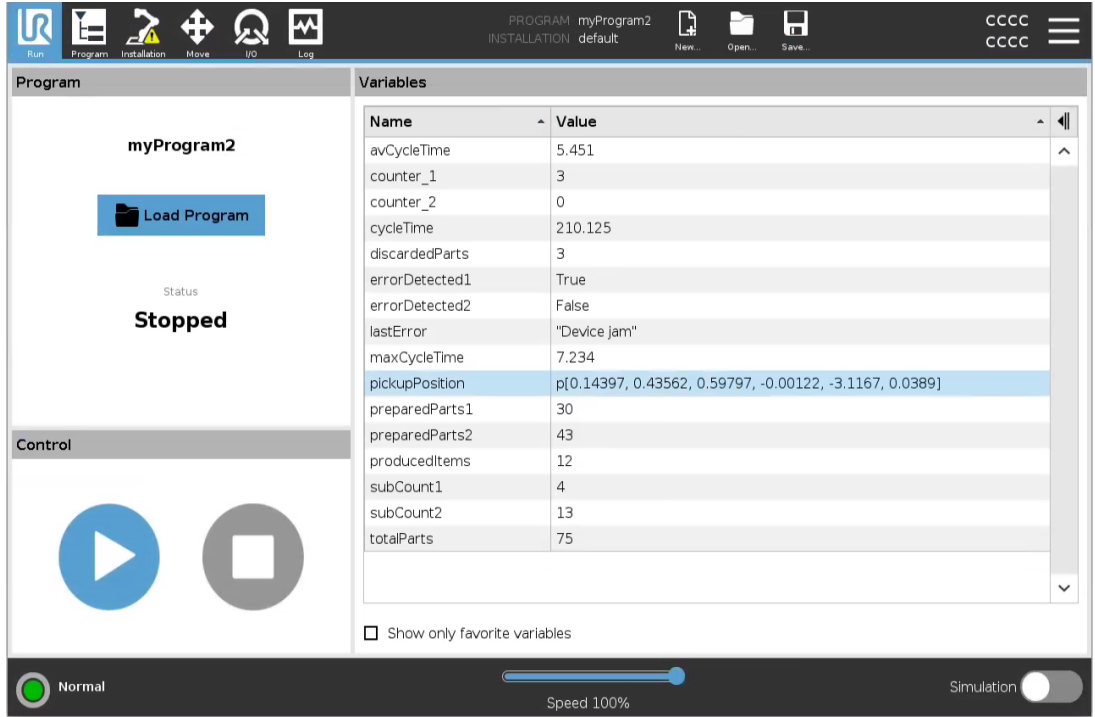 UR
Run
Program
Installation
Move
I/O
Log
PROGRAM myProgram2
INSTALLATION default
New...
Open...
Save...
CCCC
CCCC
Program
myProgram2
Load Program
Status
Stopped
Control
Variables
Name Value
avCycleTime 5.451
counter_1 3
counter_2 0
cycleTime 210.125
discardedParts 3
errorDetected1 True
errorDetected2 False
lastError "Device jam"
maxCycleTime 7.234
pickupPosition p[0.14397, 0.43562, 0.59797, -0.00122, -3.1167, 0.0389]
preparedParts1 30
preparedParts2 43
producedItems 12
subCount1 4
subCount2 13
totalParts 75
Show only favorite variables
Normal
Speed 100%
Simulation